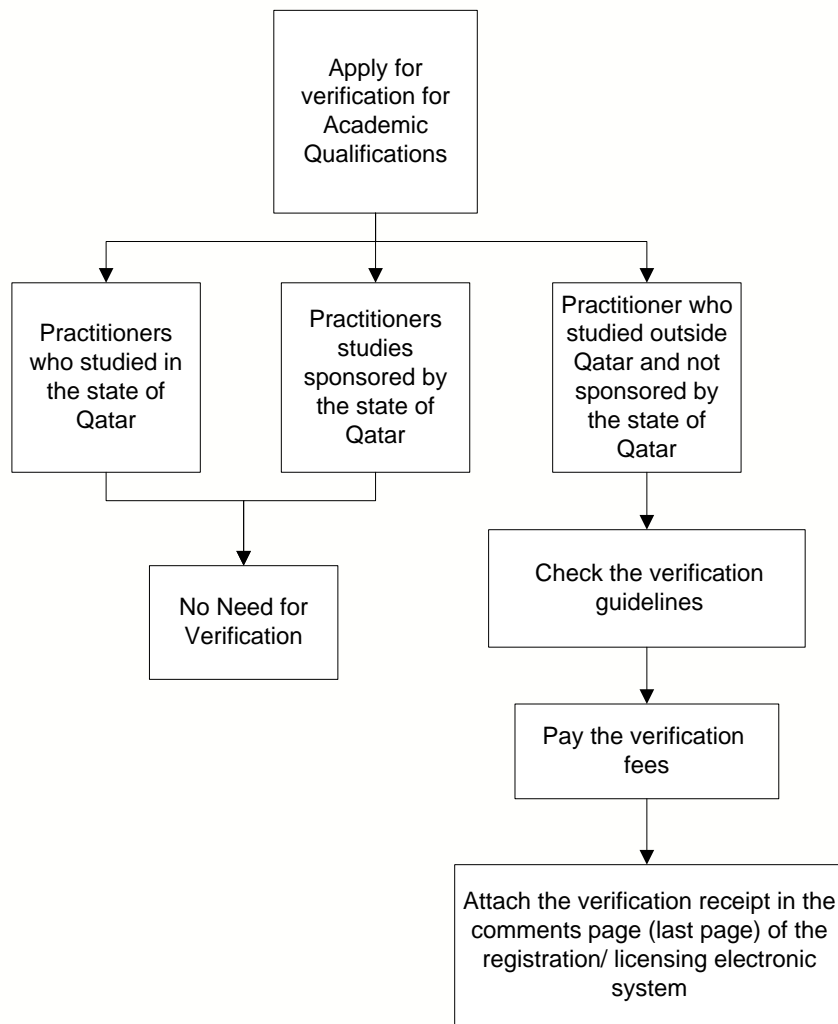 Apply for
verification for
Academic
Qualifications
Practitioners
who studied in
the state of
Qatar
Practitioners
studies
sponsored by
the state of
Qatar
Practitioner who
studied outside
Qatar and not
sponsored by
the state of
Qatar
No Need for
Verification
Check the verification
guidelines
Pay the verification
fees
Attach the verification receipt in the
comments page (last page) of the
registration/ licensing electronic
system